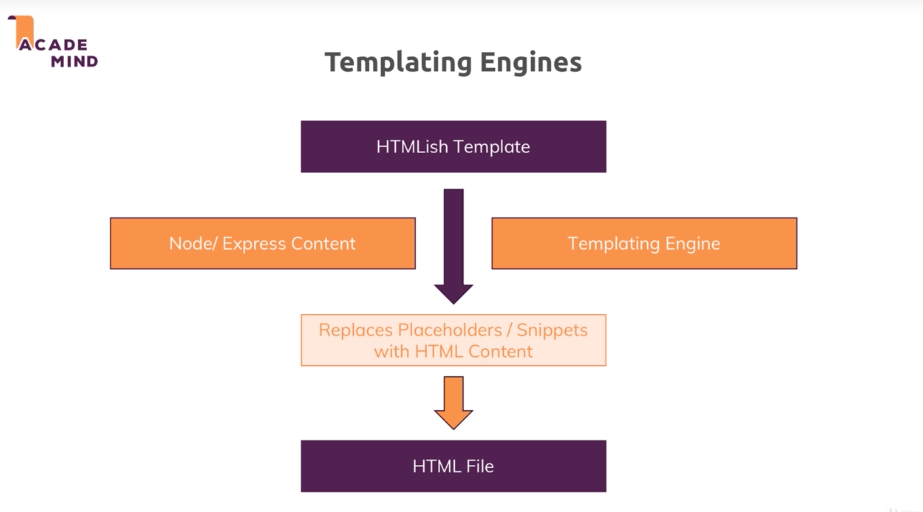 ACADE
MIND
Templating Engines
HTMLish Template
Node/ Express Content
Templating Engine
Replaces Placeholders / Snippets
with HTML Content
HTML File